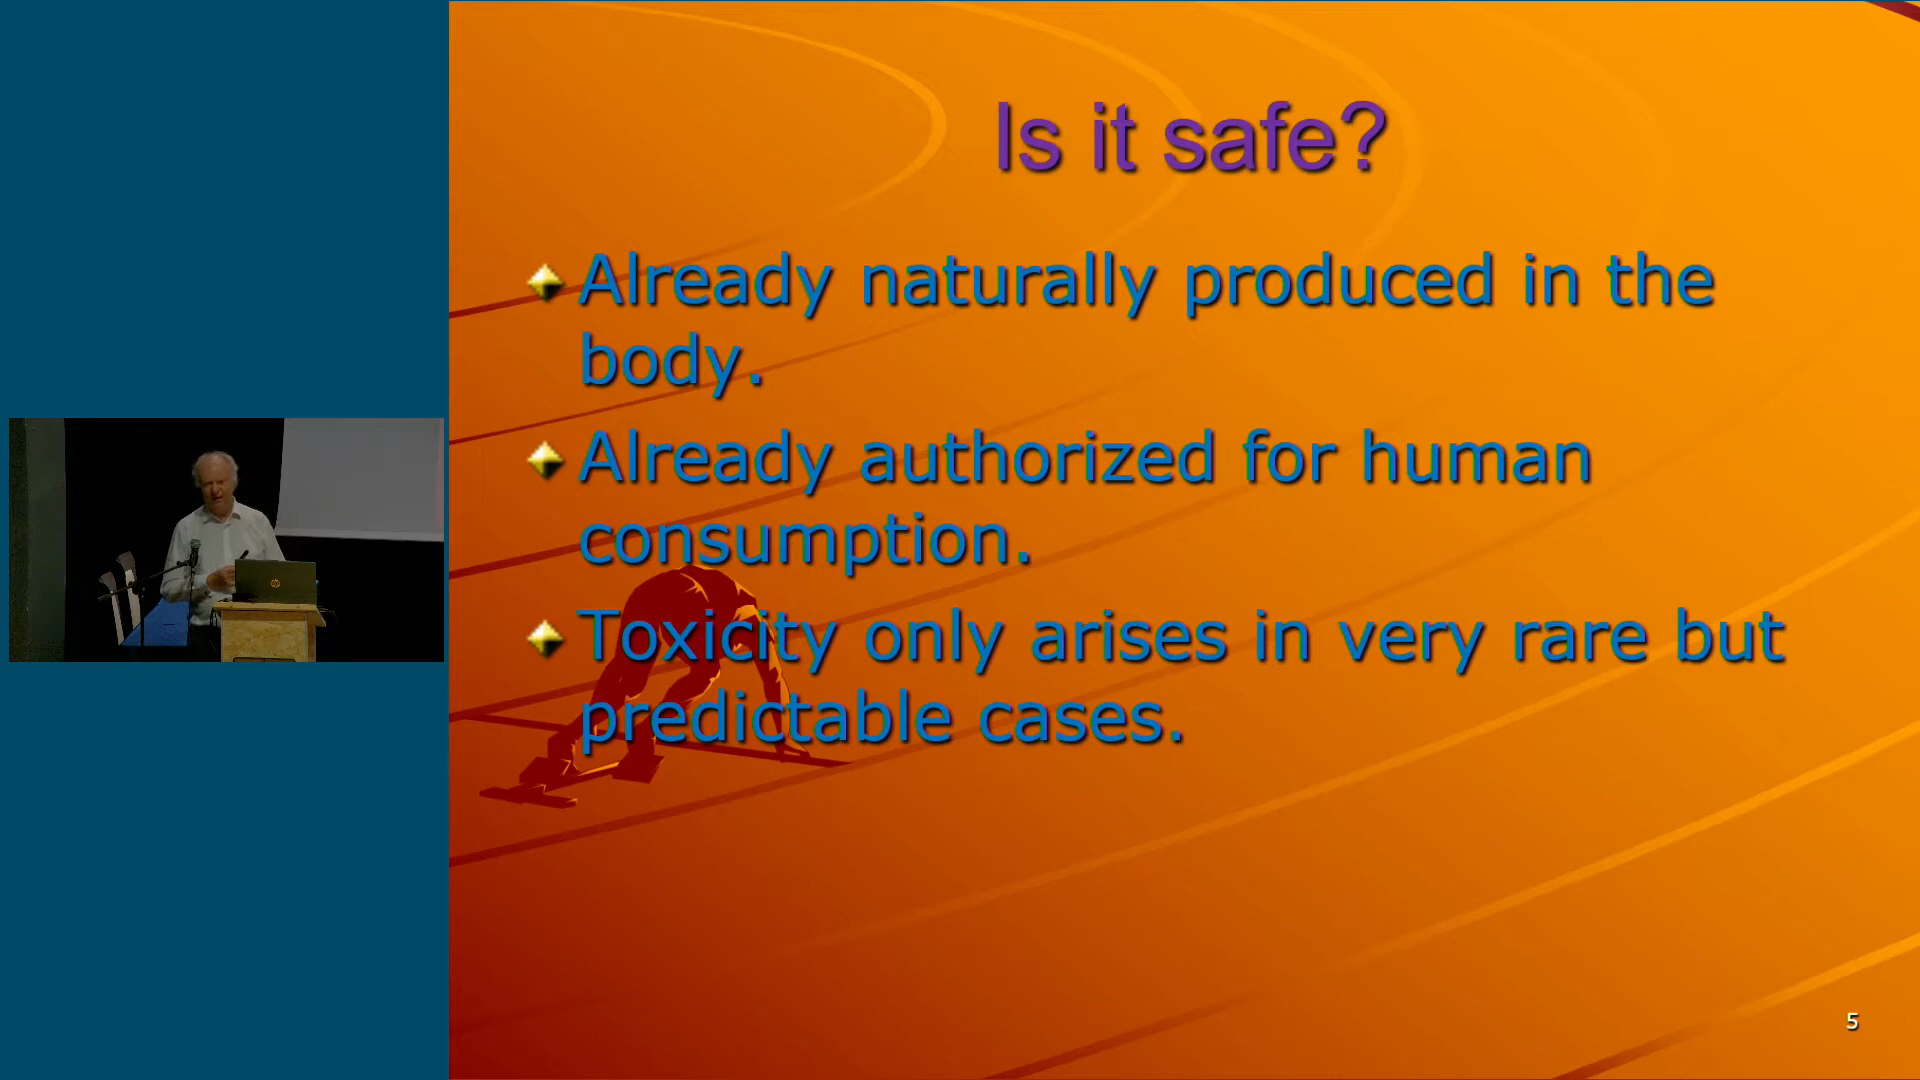 Is it safe?
Already naturally produced in the
body.
Already authorized for human
consumption.
Toxicity only arises in very rare but
predictable cases.
5